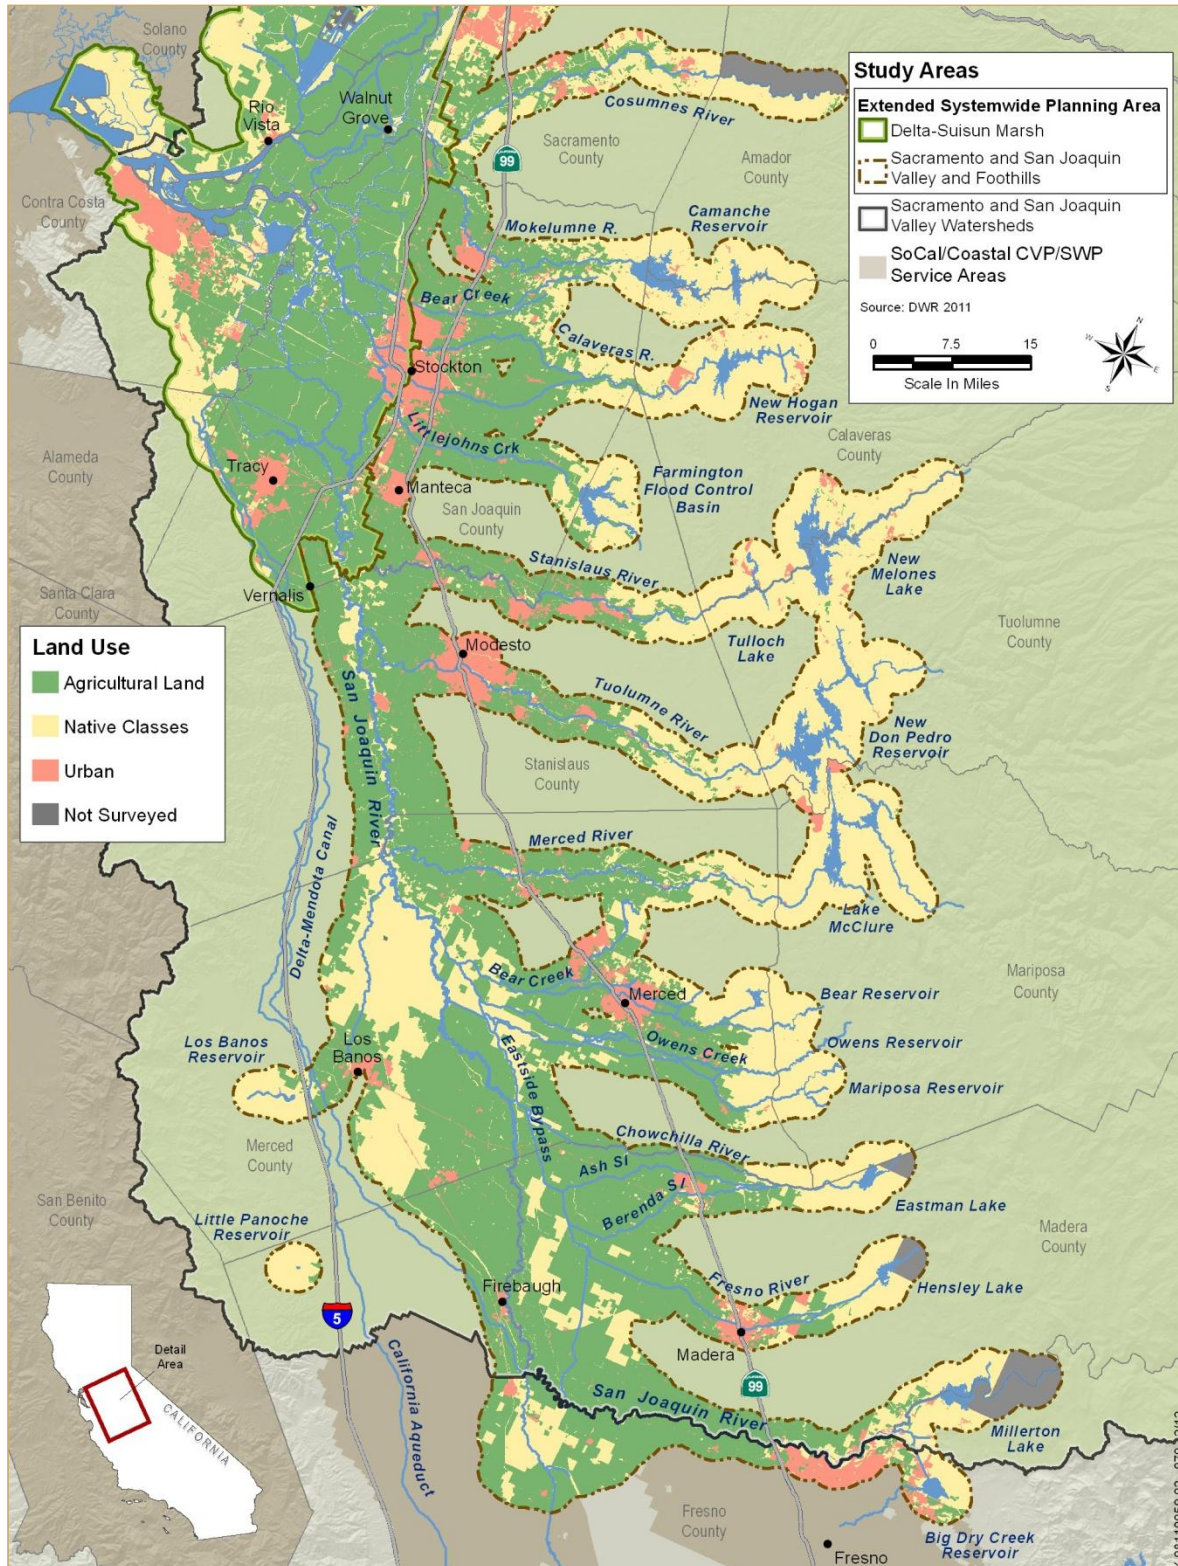 Solano
County
Rio
Vista
Walnut
Grove
99
Cosumnes River
Sacramento
County
Amador
County
Contra Costa
County
Mokelumne R.
Camanche
Reservoir
Bear Creek
Calaveras R.
Stockton
New Hogan
Reservoir
Calaveras
County
Littlejohns Crk
Alameda
County
Tracy
Manteca
San Joaquin
County
Farmington
Flood Control
Basin
Stanislaus River
New
Melones
Lake
Santa Clara
County
Vernalis
Tulloch
Lake
Tuolumne
County
Modesto
Tuolumne River
New
Don Pedro
Reservoir
San Joaquin River
Stanislaus
County
Delta-Mendota Canal
Merced River
Lake
McClure
Mariposa
County
Bear Creek
Merced
Bear Reservoir
Owens Creek
Owens Reservoir
Mariposa Reservoir
Los Banos
Reservoir
Los
Banos
Eastside Bypass
Merced
County
Chowchilla River
Ash Sl
Berenda Sl
Eastman Lake
San Benito
County
Little Panoche
Reservoir
Madera
County
Firebaugh
Fresno River
Hensley Lake
5
Madera
99
California Aqueduct
San Joaquin River
Millerton
Lake
Fresno
County
Big Dry Creek
Reservoir
Fresno
Study Areas
Extended Systemwide Planning Area
Delta-Suisun Marsh
Sacramento and San Joaquin
Valley and Foothills
Sacramento and San Joaquin
Valley Watersheds
SoCal/Coastal CVP/SWP
Service Areas
Source: DWR 2011
0 7.5 15
Scale In Miles
N
E
S
W
Land Use
Agricultural Land
Native Classes
Urban
Not Surveyed
Detail
Area
CALIFORNIA